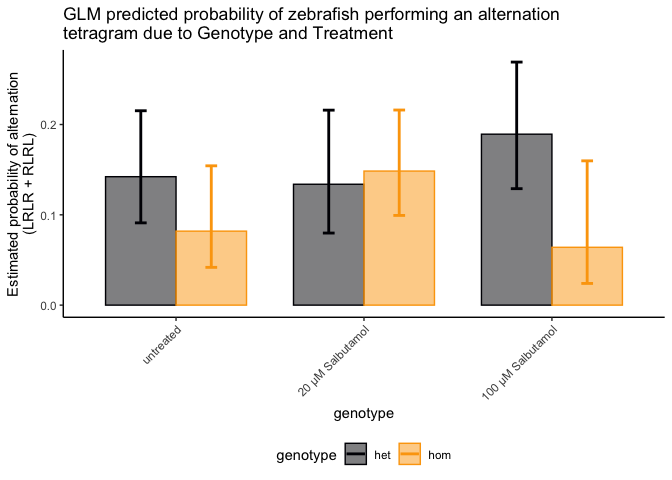 GLM predicted probability of zebrafish performing an alternation
tetragram due to Genotype and Treatment
Estimated probability of alternation
(LRLR + RLRL)
0.2
0.1
0.0
untreated
20 μM Salbutamol
100 μM Salbutamol
genotype
genotype het hom